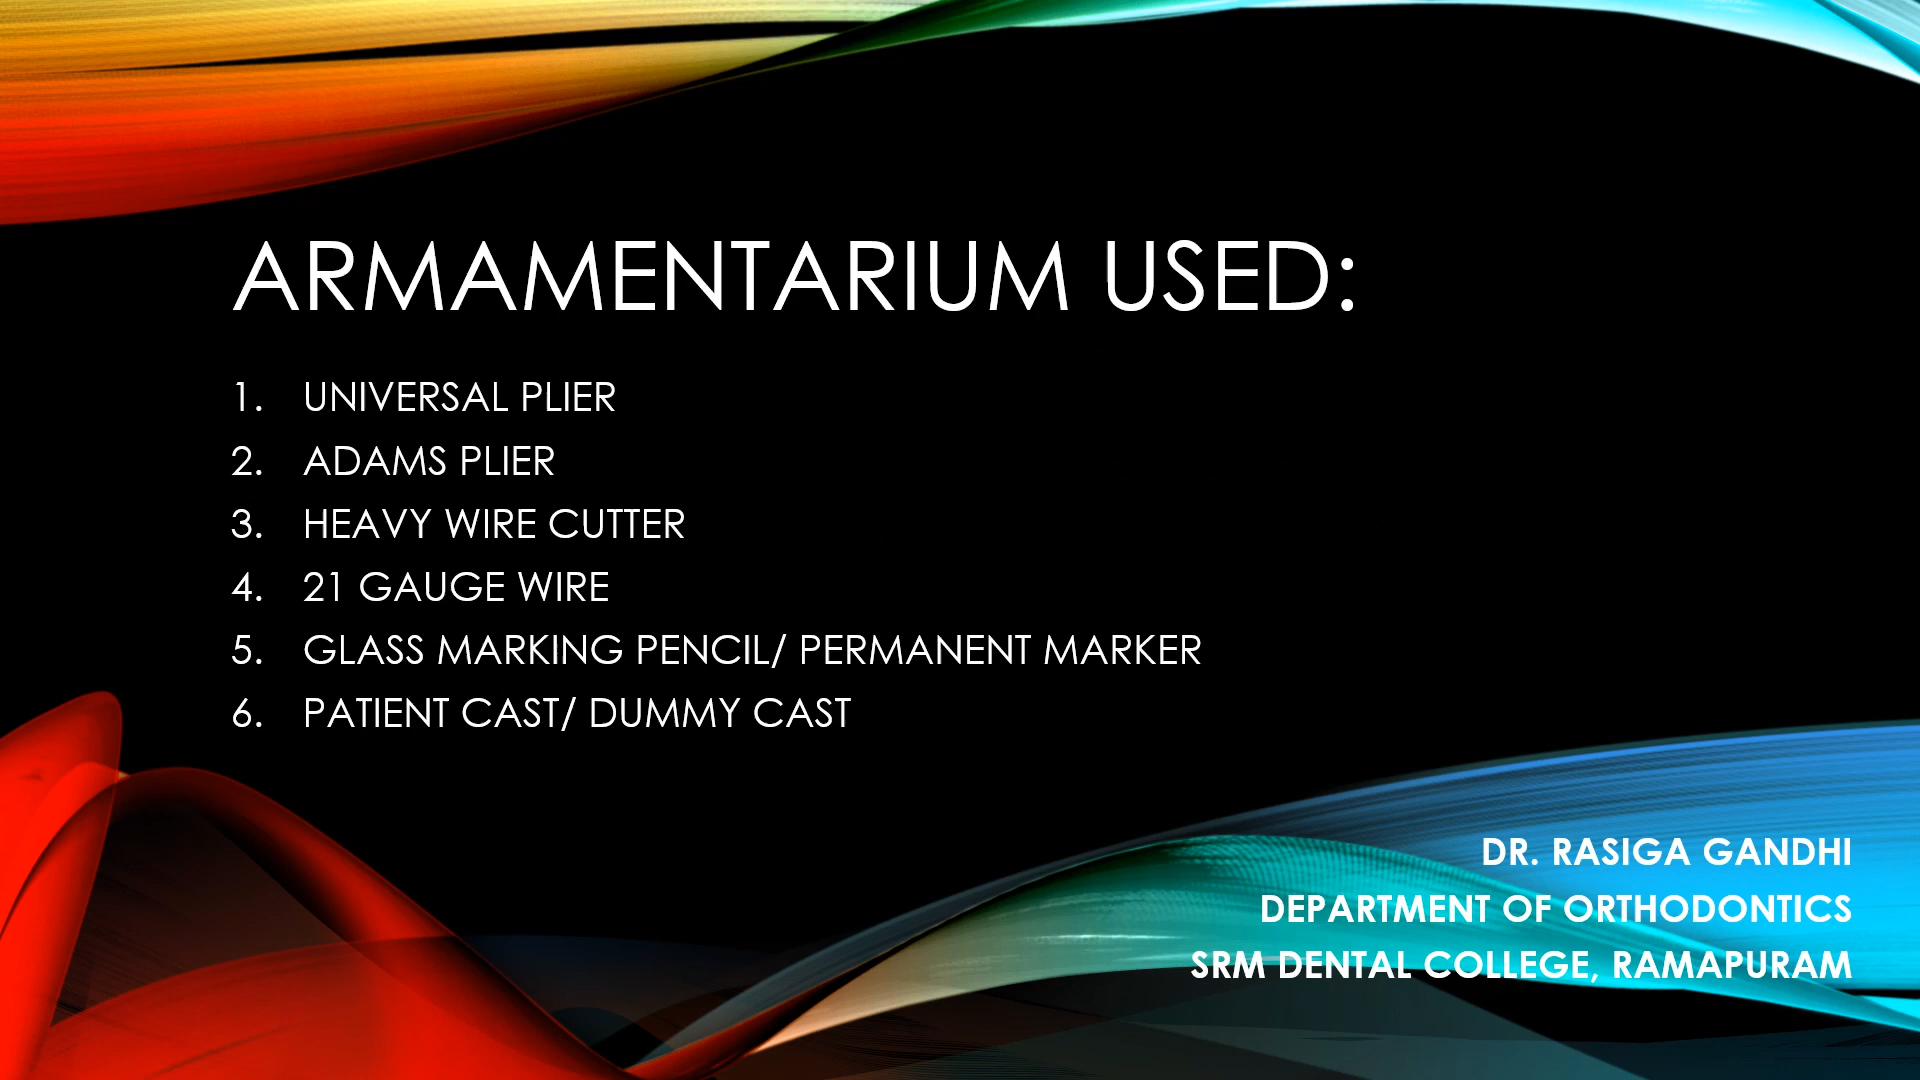 ARMAMENTARIUM USED:
1. UNIVERSAL PLIER
2. ADAMS PLIER
3. HEAVY WIRE CUTTER
4. 21 GAUGE WIRE
5. GLASS MARKING PENCIL/ PERMANENT MARKER
6. PATIENT CAST/ DUMMY CAST
DR. RASIGA GANDHI
DEPARTMENT OF ORTHODONTICS
SRM DENTAL COLLEGE, RAMAPURAM